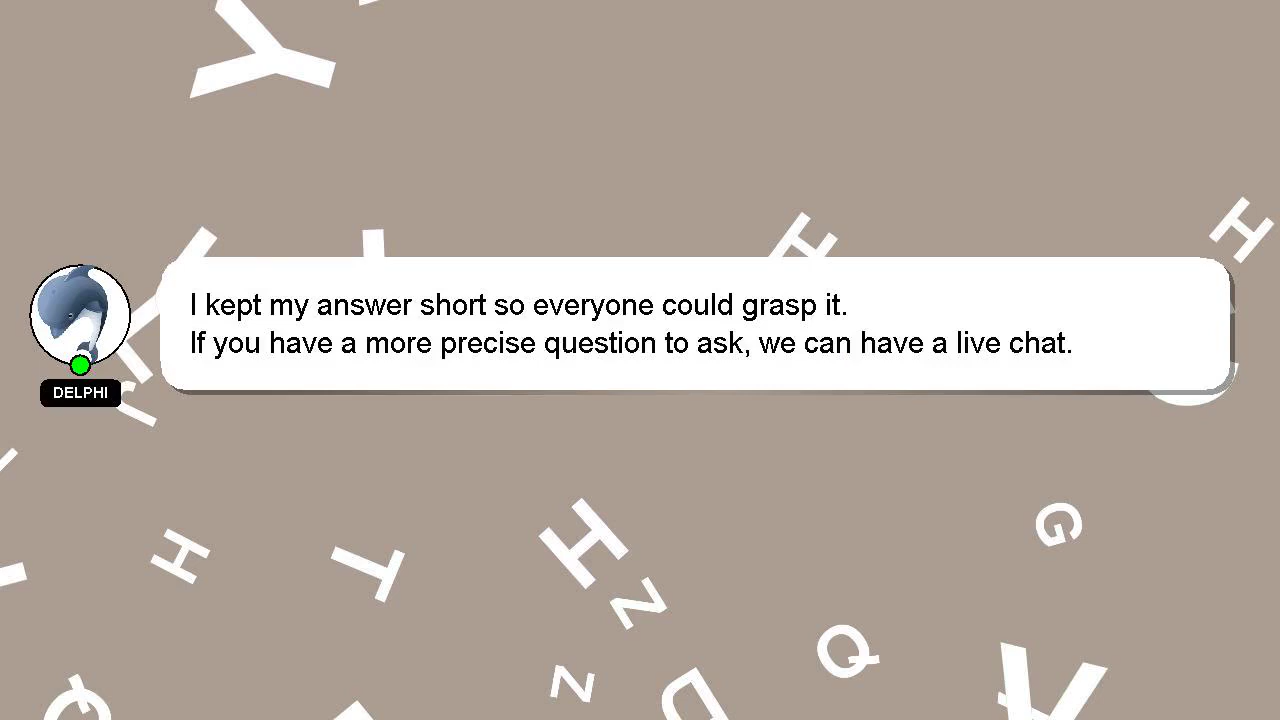 I kept my answer short so everyone could grasp it.
If you have a more precise question to ask, we can have a live chat.
DELPHI
Y
H
H
H
T
H
Z
G
Z
Q
Q